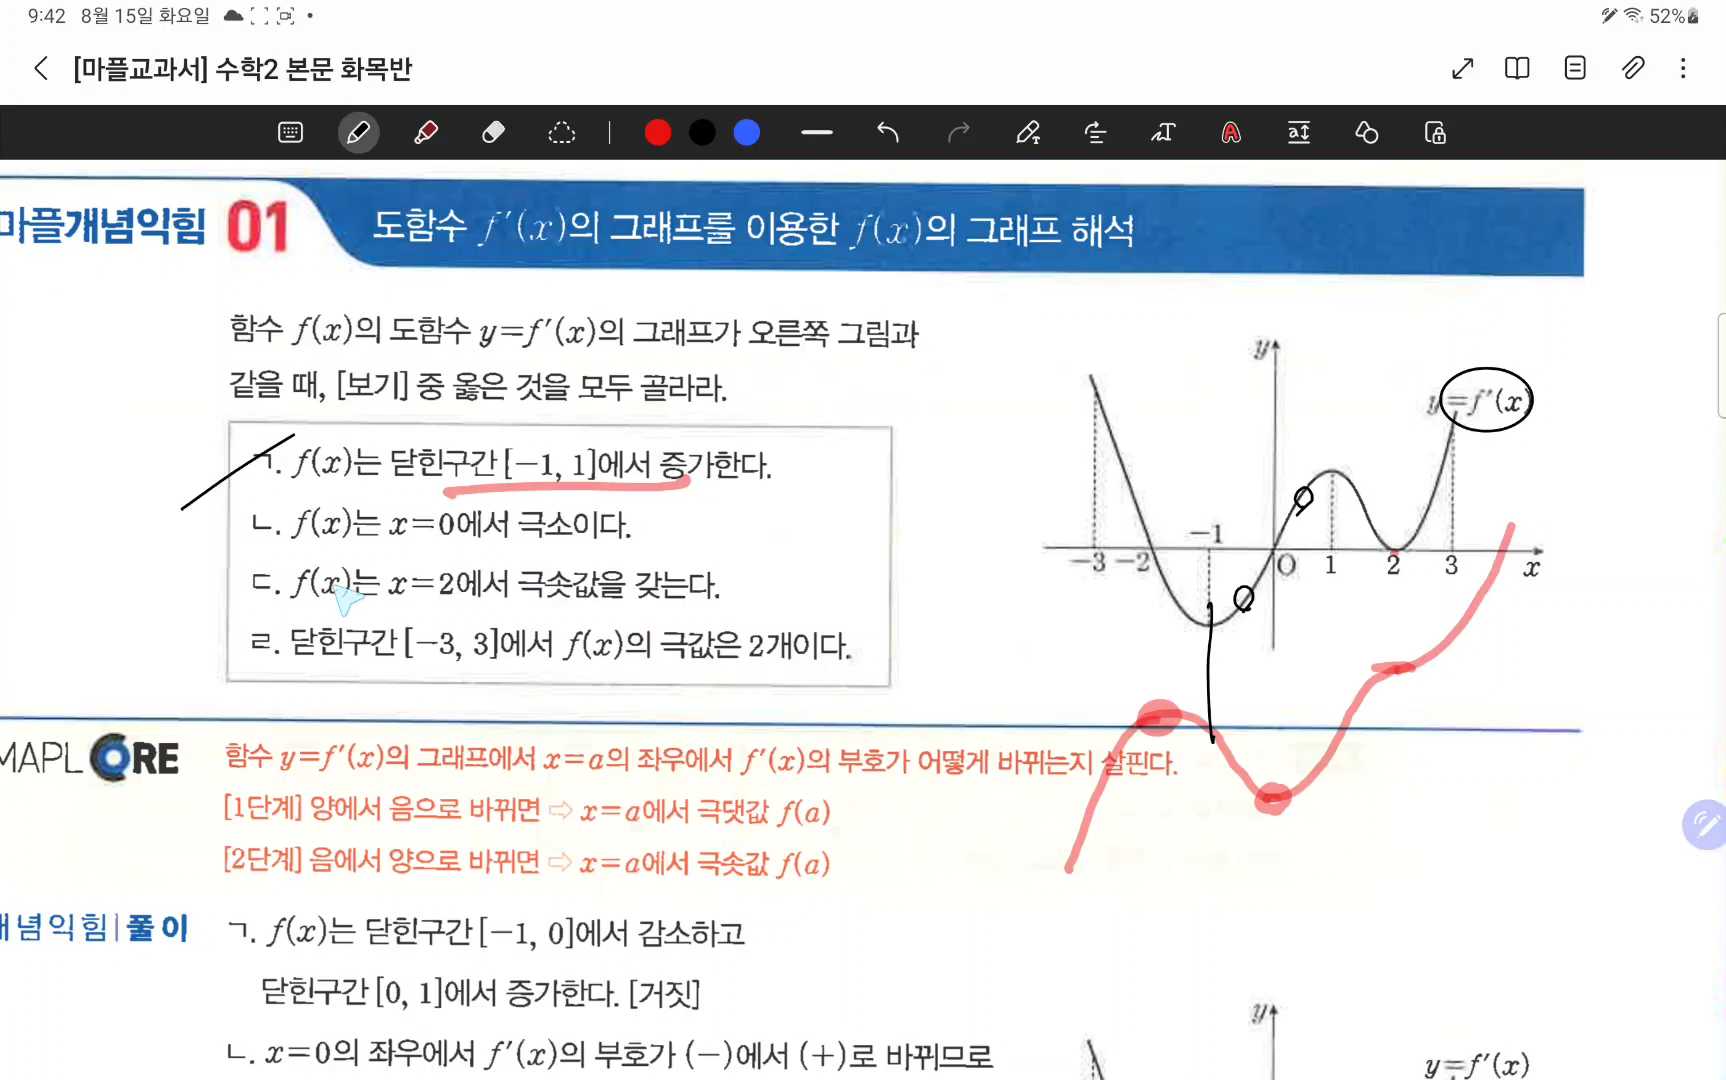 9:42 8월 15일 화요일
52%
[마플교과서] 수학2 본문 화목반
마플개념익힘 01 도함수 f′(x)의 그래프를 이용한 f(x)의 그래프 해석
함수 f(x)의 도함수 y=f′(x)의 그래프가 오른쪽 그림과
같을 때, [보기] 중 옳은 것을 모두 골라라.
ㄱ. f(x)는 닫힌구간 [−1, 1]에서 증가한다.
ㄴ. f(x)는 x=0에서 극소이다.
ㄷ. f(x)는 x=2에서 극솟값을 갖는다.
ㄹ. 닫힌구간 [−3, 3]에서 f(x)의 극값은 2개이다.
y
y=f′(x)
−1
−3 −2 O 1 2 3 x
MAPL CORE 함수 y=f′(x)의 그래프에서 x=a의 좌우에서 f′(x)의 부호가 어떻게 바뀌는지 살핀다.
[1단계] 양에서 음으로 바뀌면 ⇨ x=a에서 극댓값 f(a)
[2단계] 음에서 양으로 바뀌면 ⇨ x=a에서 극솟값 f(a)
개념익힘 | 풀이 ㄱ. f(x)는 닫힌구간 [−1, 0]에서 감소하고
닫힌구간 [0, 1]에서 증가한다. [거짓]
y
ㄴ. x=0의 좌우에서 f′(x)의 부호가 (−)에서 (+)로 바뀌므로
y=f′(x)